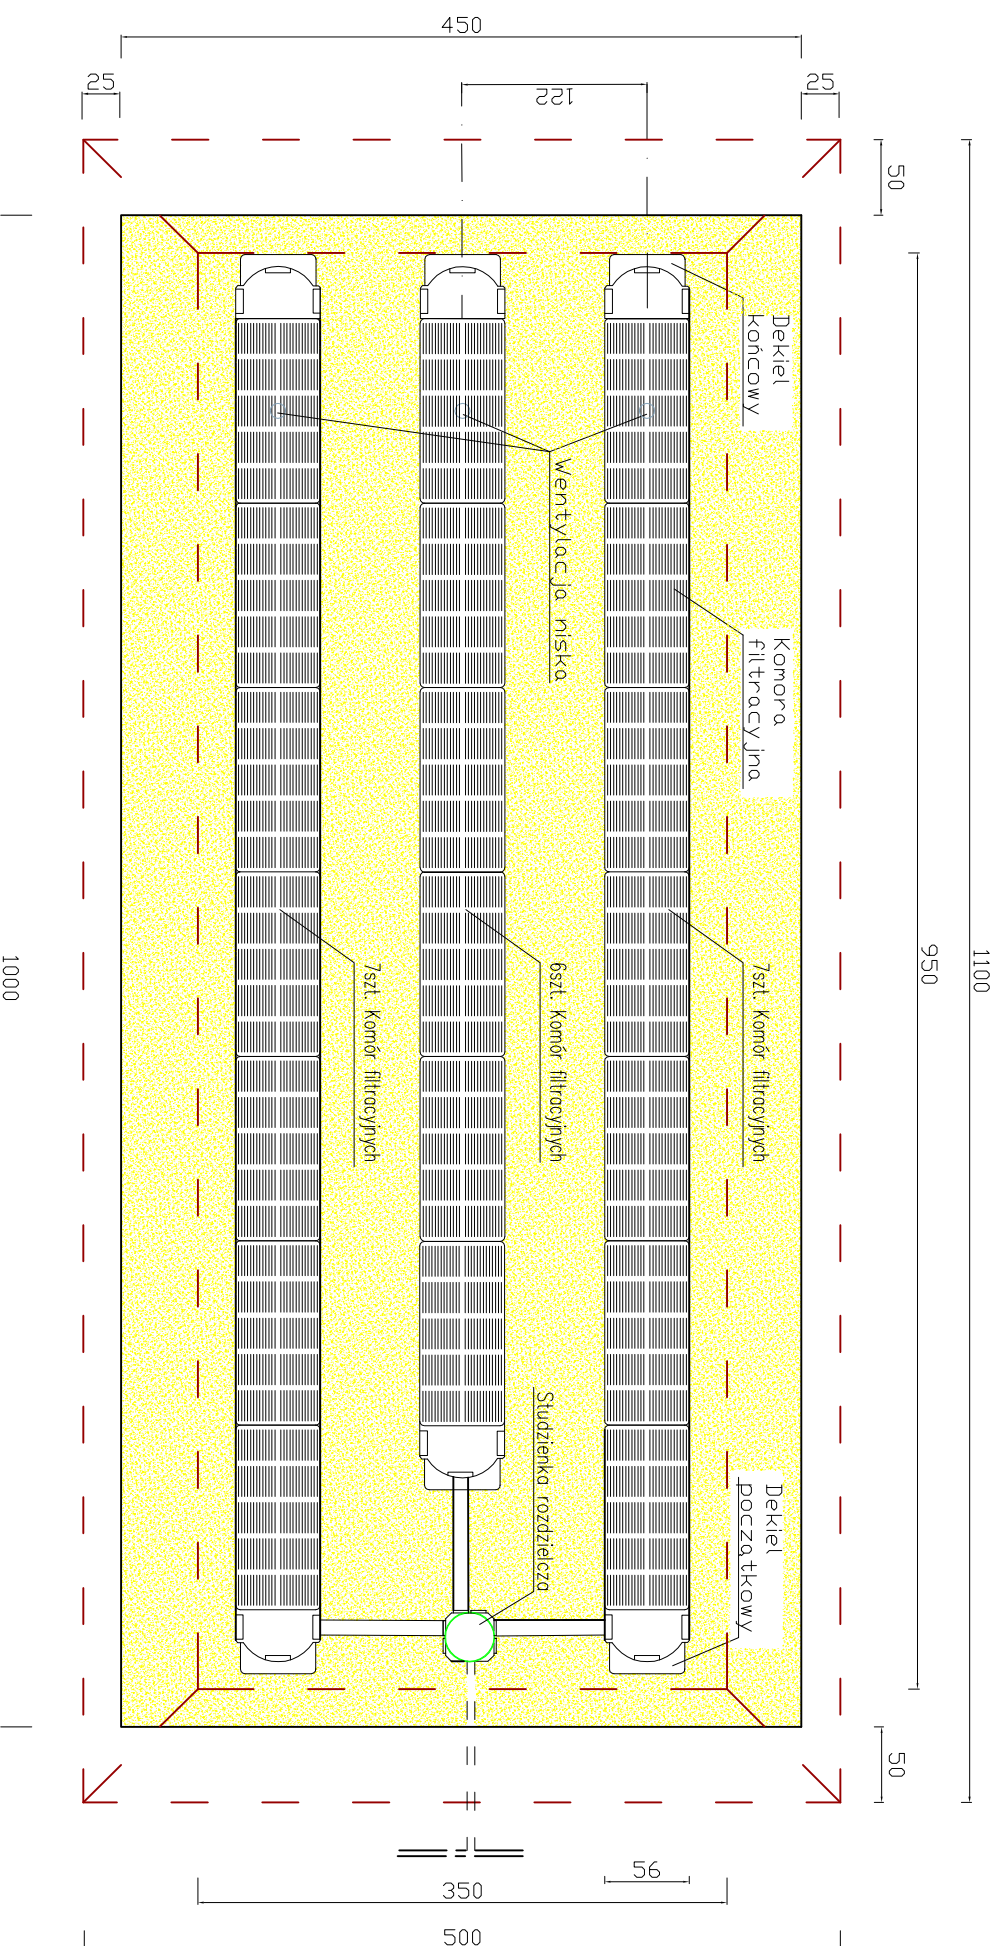 450
25
122
25
50
Dekiel
końcowy
Wentylacja niska
Komora
filtracyjna
7szt. Komór filtracyjnych
6szt. Komór filtracyjnych
7szt. Komór filtracyjnych
950
1100
1000
Studzienka rozdzielcza
Dekiel
początkowy
50
56
350
500